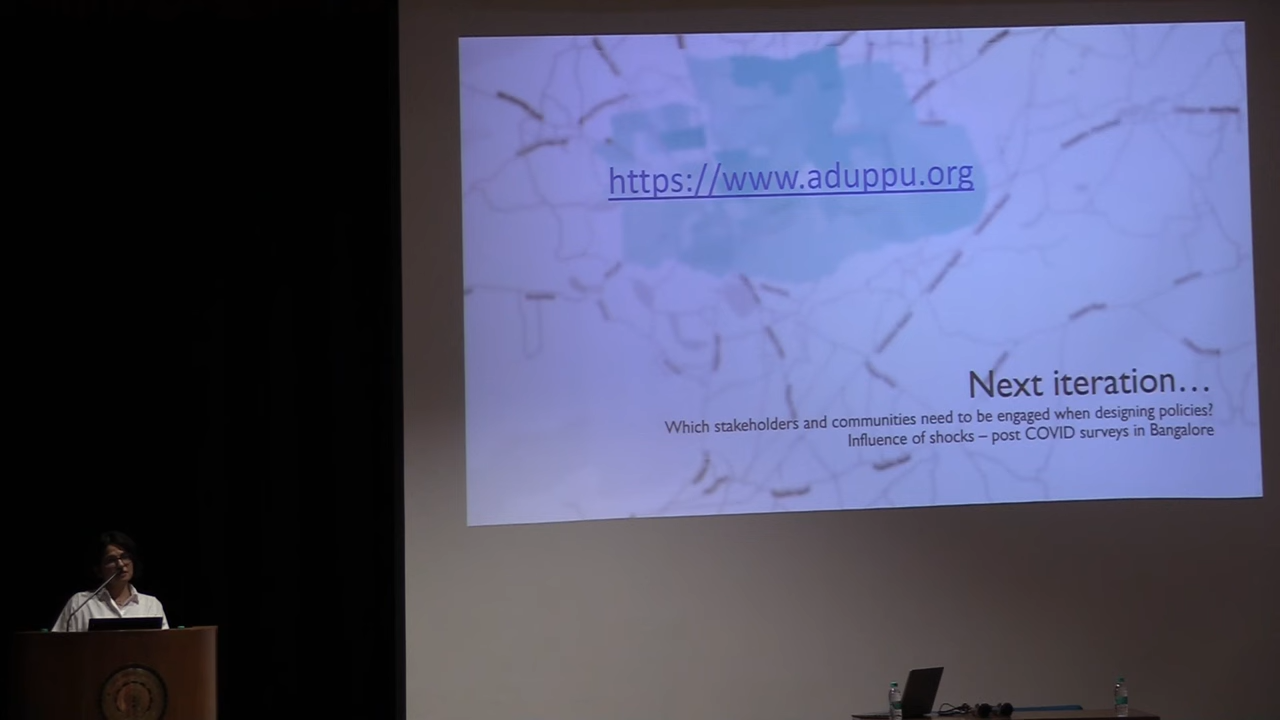 https://www.aduppu.org
Next iteration…
Which stakeholders and communities need to be engaged when designing policies?
Influence of shocks – post COVID surveys in Bangalore